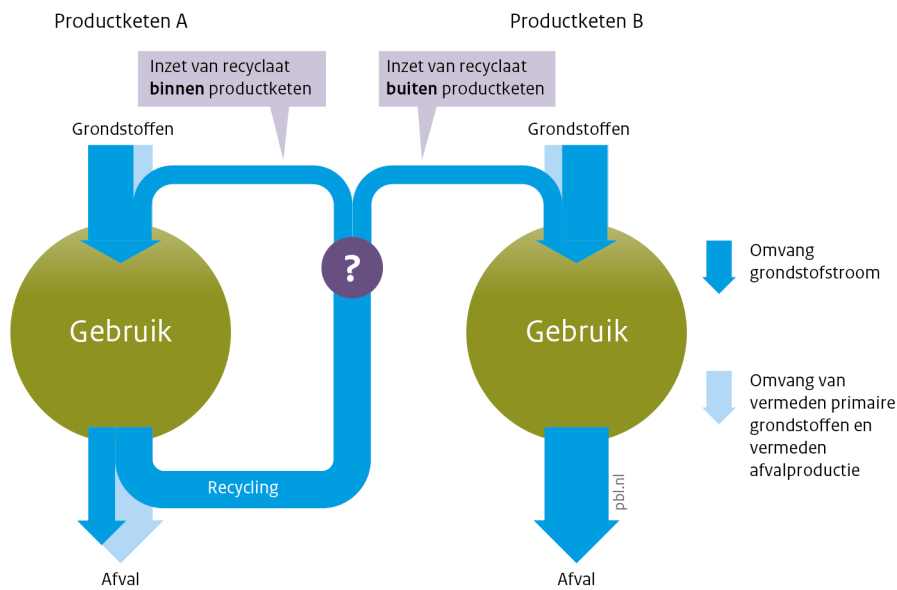 Productketen A
Productketen B
Inzet van recyclaat
binnen productketen
Inzet van recyclaat
buiten productketen
Grondstoffen
Grondstoffen
?
Omvang
grondstofstroom
Gebruik
Gebruik
Omvang van
vermeden primaire
grondstoffen en
vermeden
afvalproductie
Recycling
pbl.nl
Afval
Afval